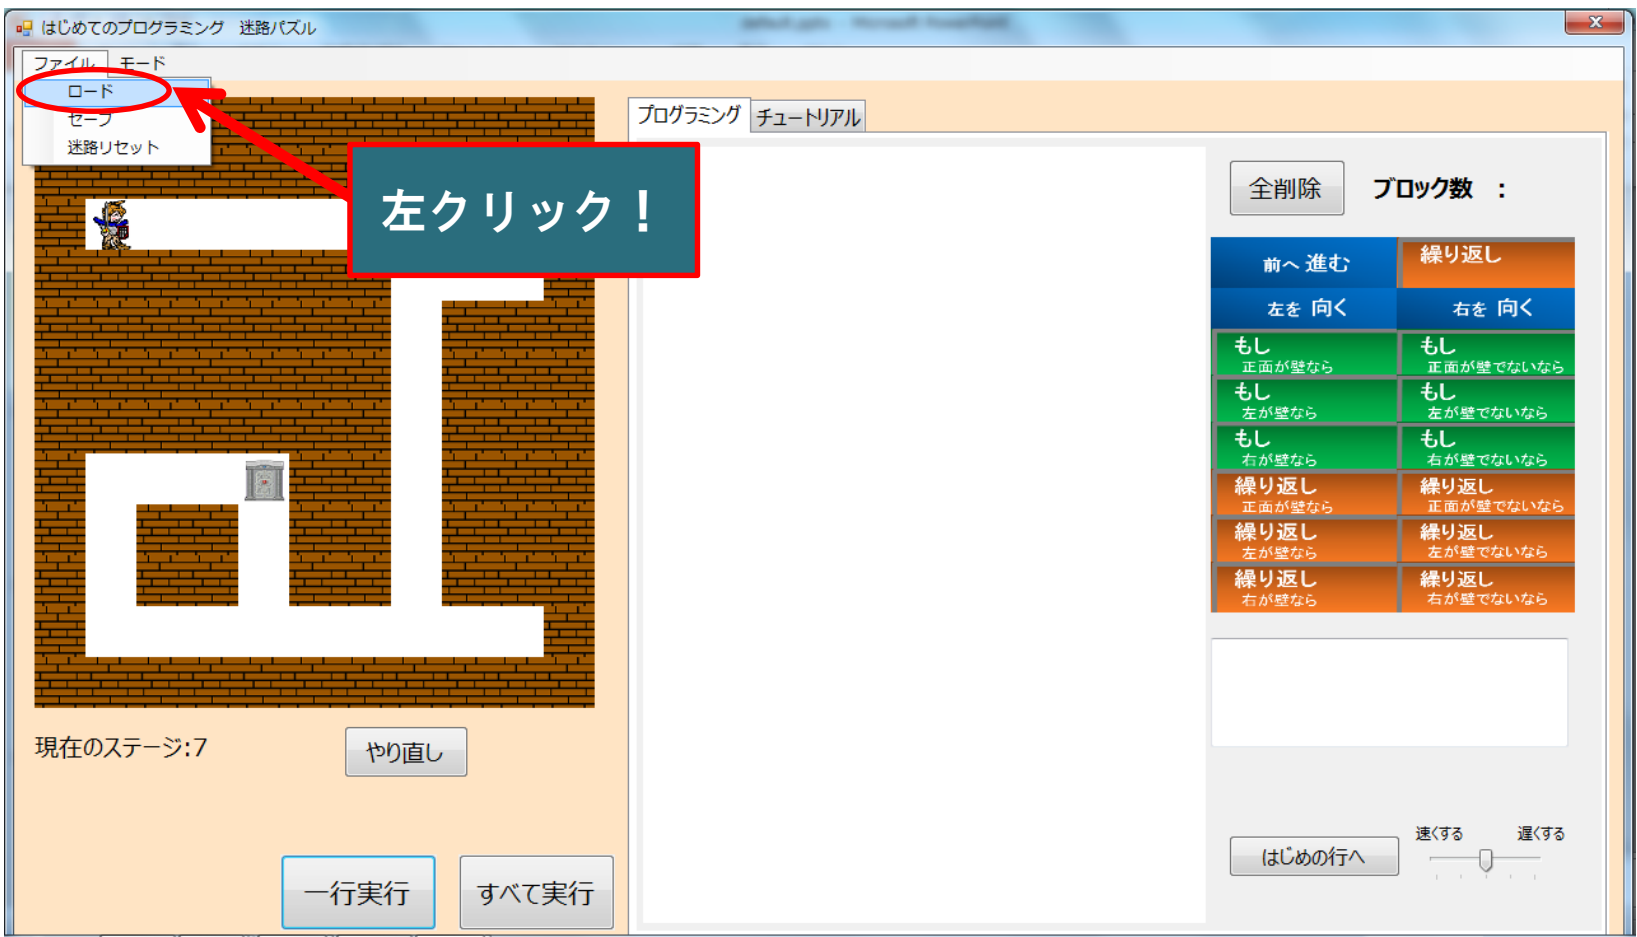 はじめてのプログラミング 迷路パズル
ファイル モード
ロード
セーブ
迷路リセット
左クリック！
プログラミング チュートリアル
全削除 ブロック数 :
前へ 進む 繰り返し
左を 向く 右を 向く
もし もし
正面が壁なら 正面が壁でないなら
もし もし
左が壁なら 左が壁でないなら
もし もし
右が壁なら 右が壁でないなら
繰り返し 繰り返し
正面が壁なら 正面が壁でないなら
繰り返し 繰り返し
左が壁なら 左が壁でないなら
繰り返し 繰り返し
右が壁なら 右が壁でないなら
現在のステージ:7 やり直し
速くする 遅くする
はじめの行へ
一行実行 すべて実行